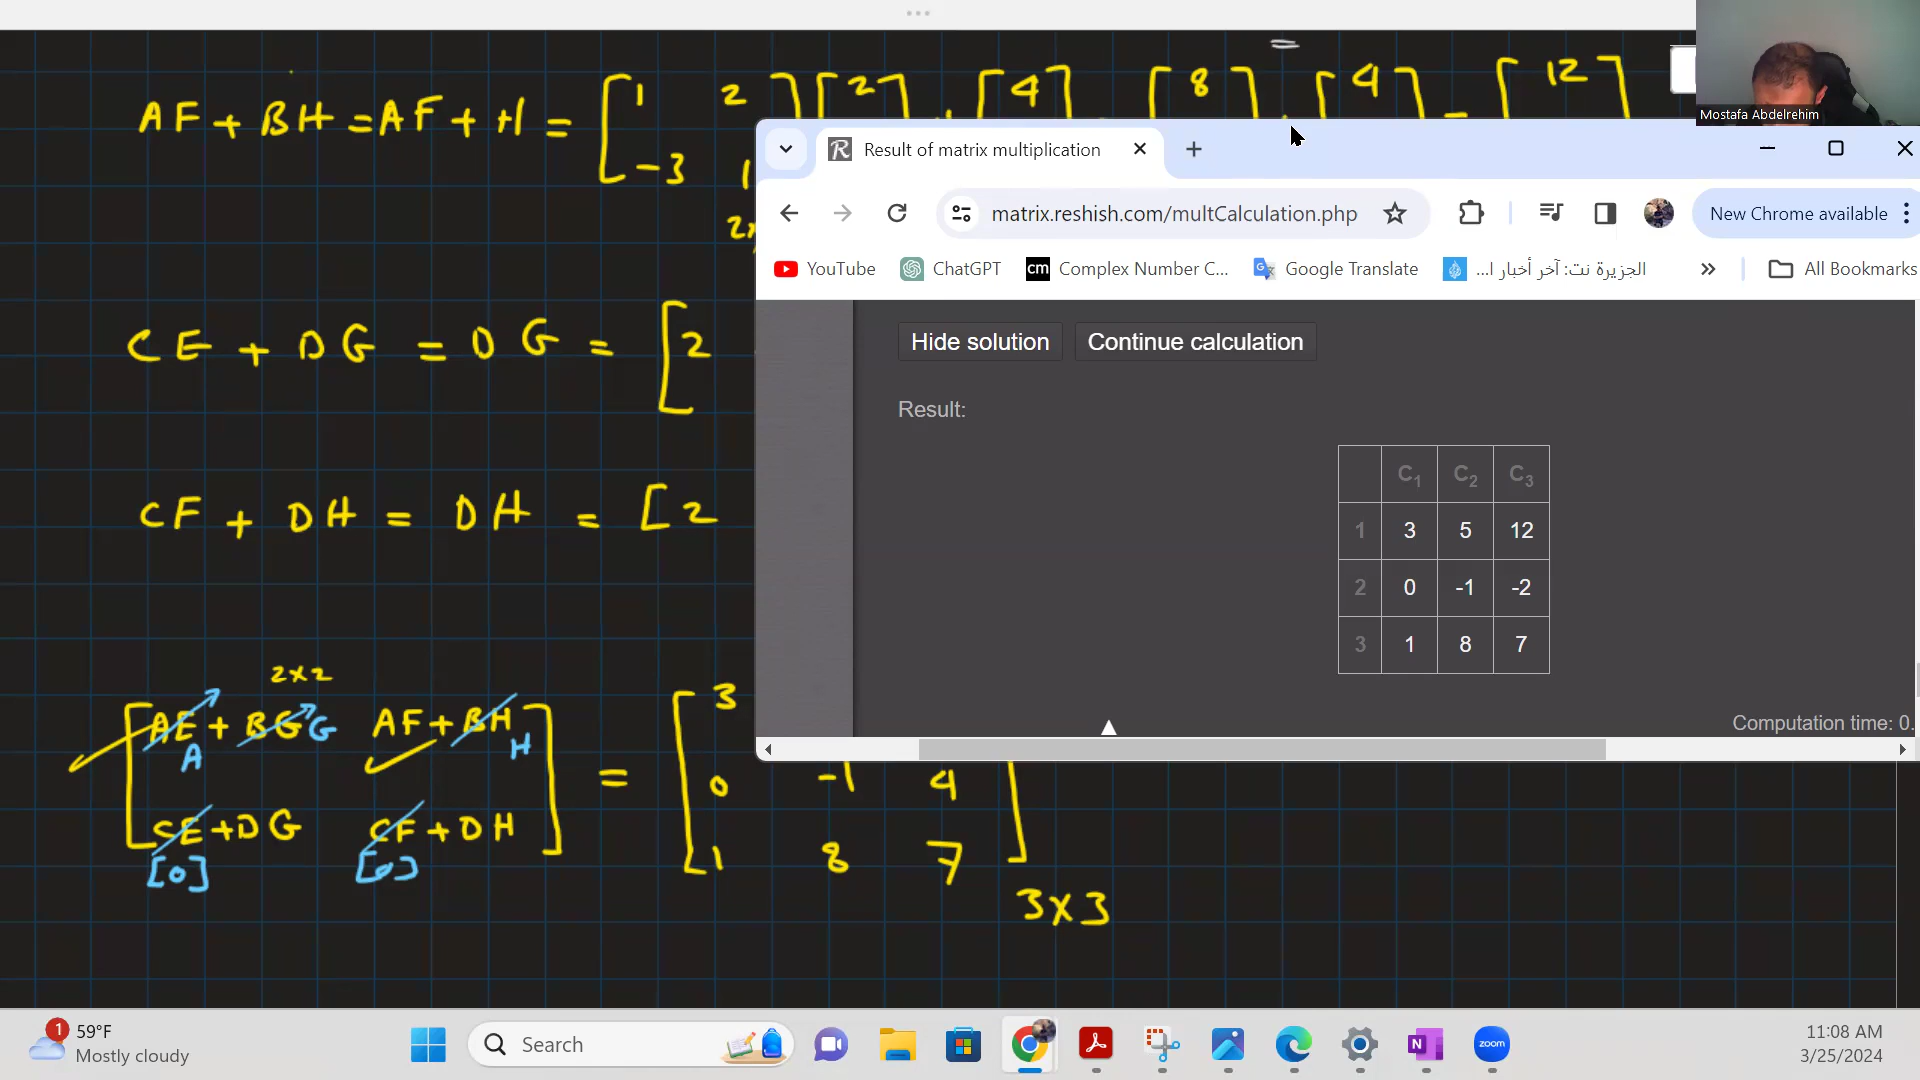 AF + BH = AF + H = [1 2 [2] + [4] [8] [4] = [12]
-3 1
CE + DG = DG = [2
CF + DH = DH = [2
2x2
[AE + BG G AF + BH
A H
CE + DG CF + DH]
[0] [0]
= [3
0 -1 4
1 8 7]
3x3
Mostafa Abdelrehim
Result of matrix multiplication
matrix.reshish.com/multCalculation.php
New Chrome available
YouTube ChatGPT cm Complex Number C... Google Translate الجزيرة نت: آخر أخبار ا... » All Bookmarks
Hide solution Continue calculation
Result:
C1 C2 C3
1 3 5 12
2 0 -1 -2
3 1 8 7
Computation time: 0.
1 59°F
Mostly cloudy
Search
zoom
11:08 AM
3/25/2024